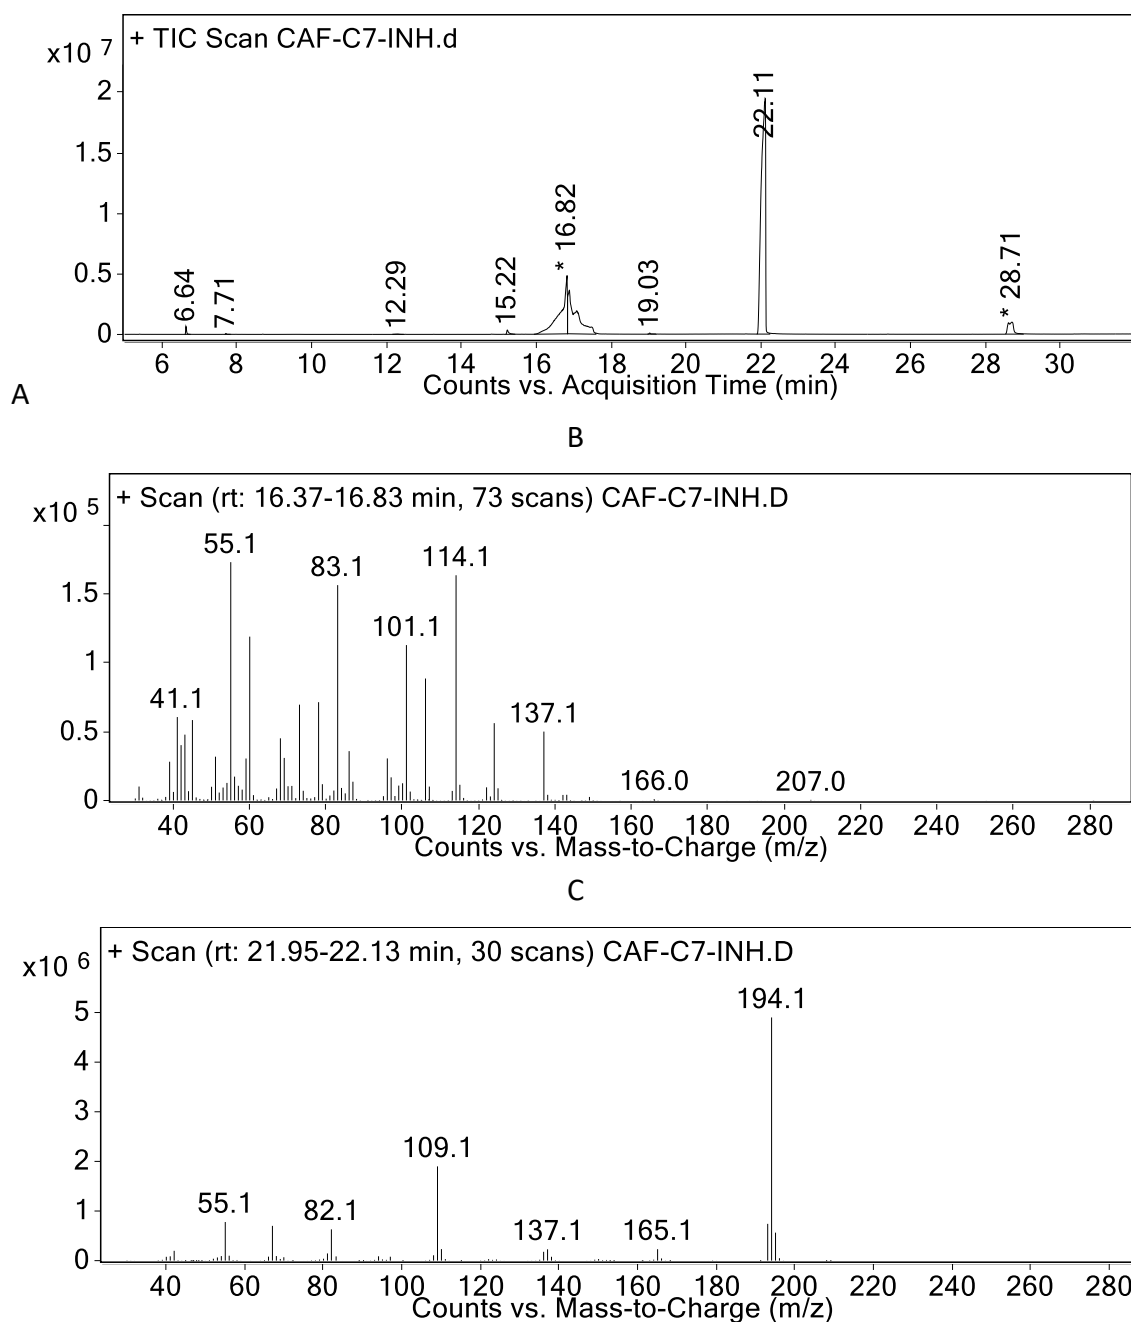 + TIC Scan CAF-C7-INH.d
x10 7
2
1.5
1
0.5
0
6.64
7.71
12.29
15.22
* 16.82
19.03
22.11
* 28.71
6 8 10 12 14 16 18 20 22 24 26 28 30
Counts vs. Acquisition Time (min)
A
B
+ Scan (rt: 16.37-16.83 min, 73 scans) CAF-C7-INH.D
x10 5
1.5
1
0.5
0
41.1
55.1
83.1
101.1
114.1
137.1
166.0
207.0
40 60 80 100 120 140 160 180 200 220 240 260 280
Counts vs. Mass-to-Charge (m/z)
C
+ Scan (rt: 21.95-22.13 min, 30 scans) CAF-C7-INH.D
x10 6
5
4
3
2
1
0
55.1
82.1
109.1
137.1
165.1
194.1
40 60 80 100 120 140 160 180 200 220 240 260 280
Counts vs. Mass-to-Charge (m/z)